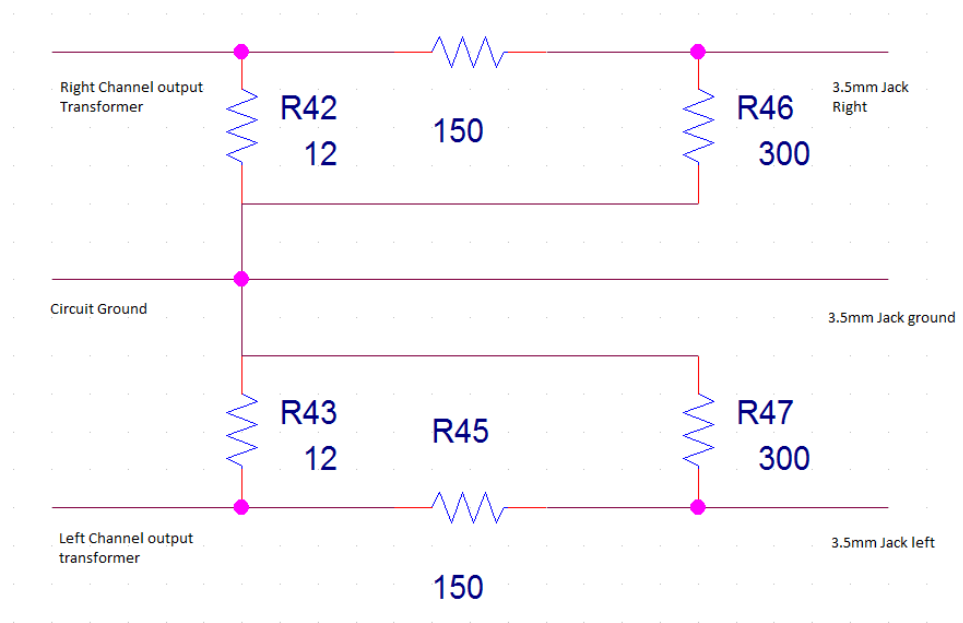 Right Channel output
Transformer
R42
12
150
R46
300
3.5mm Jack
Right
Circuit Ground
3.5mm Jack ground
R43
12
R45
R47
300
Left Channel output
transformer
3.5mm Jack left
150